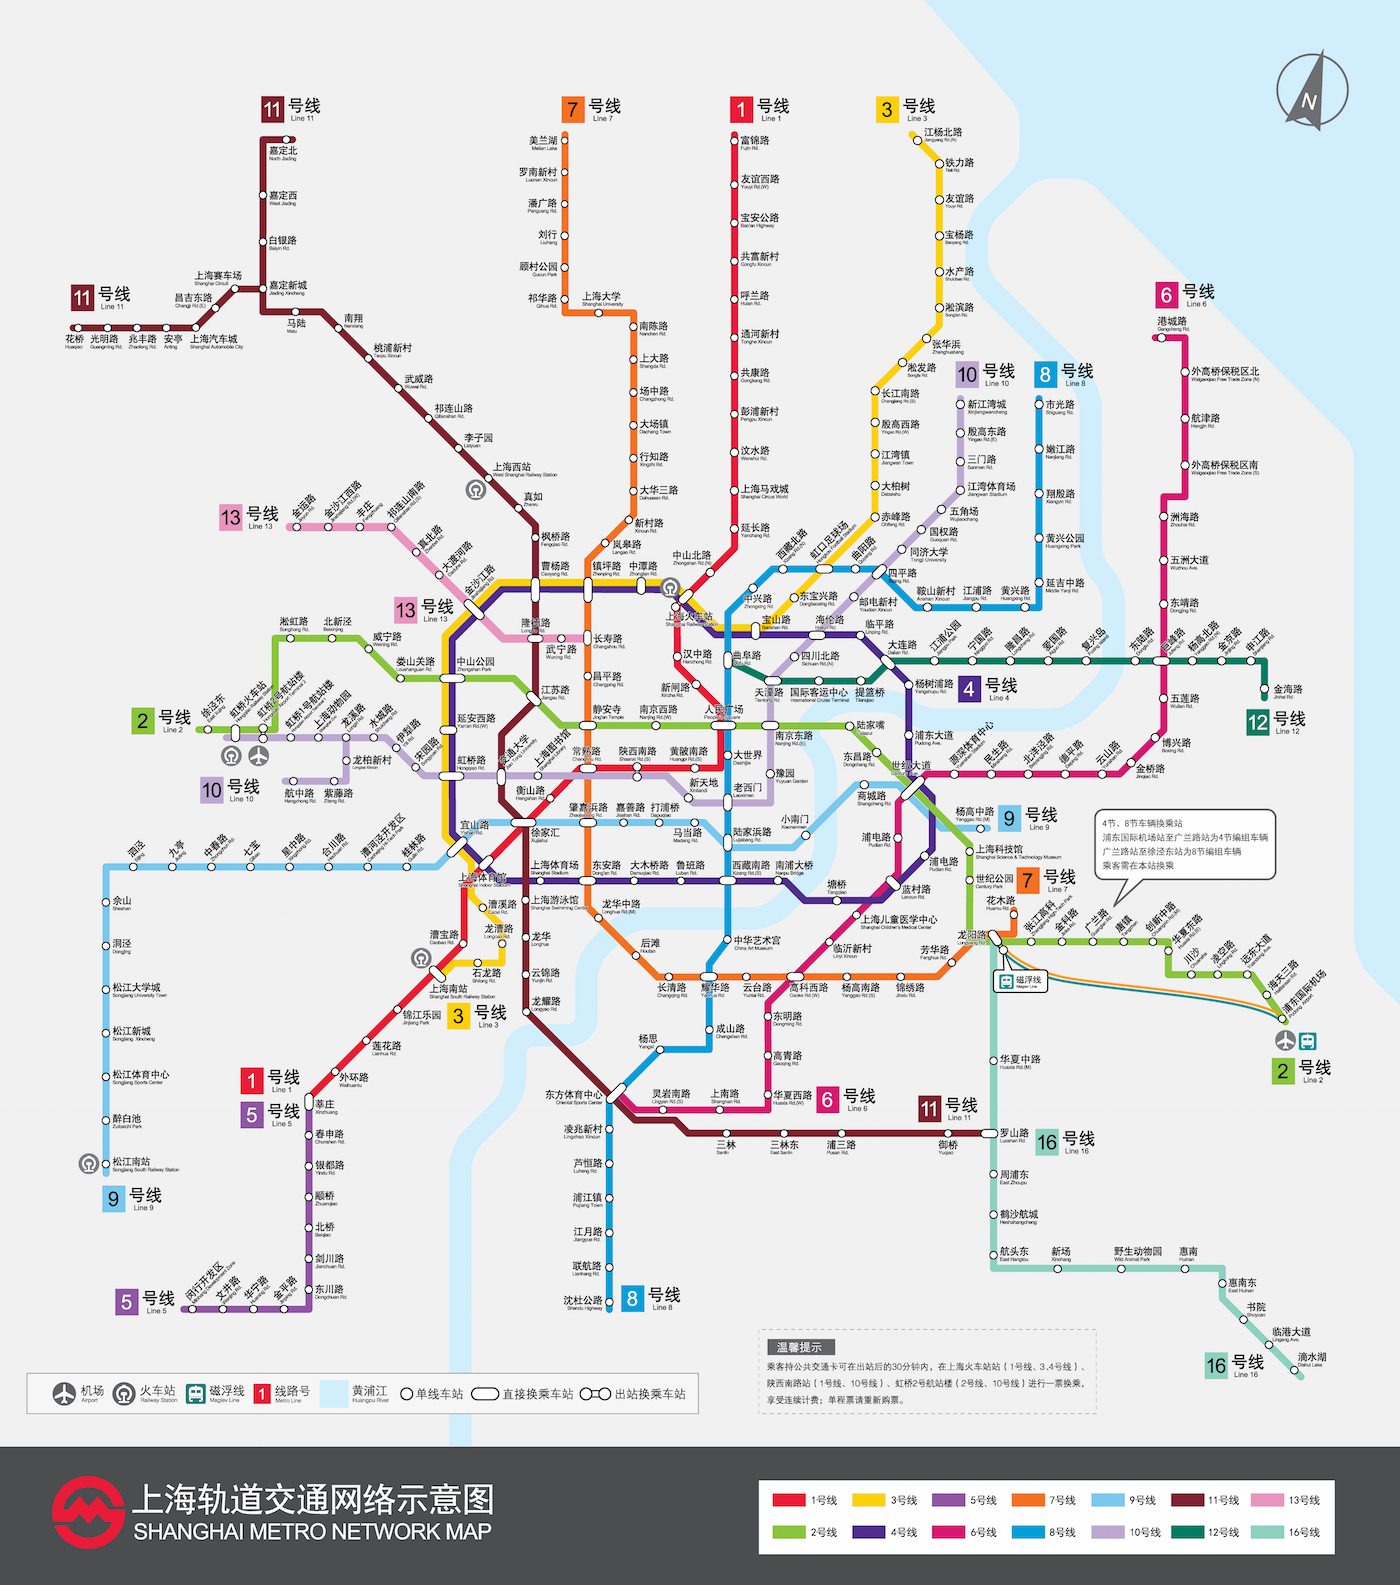 11 号线
Line 11
7 号线
Line 7
1 号线
Line 1
3 号线
Line 3
N
嘉定北
North Jiading
嘉定西
West Jiading
白银路
Baiyin Rd.
上海赛车场
Shanghai Circuit
嘉定新城
Jiading Xincheng
昌吉东路
Changji Rd.(E)
11 号线
Line 11
花桥
Huaqiao
光明路
Guangming Rd.
兆丰路
Zhaofeng Rd.
安亭
Anting
上海汽车城
Shanghai Automobile City
马陆
Malu
南翔
Nanxiang
桃浦新村
Taopu Xincun
武威路
Wuwei Rd.
祁连山路
Qilianshan Rd.
李子园
Liziyuan
上海西站
West Shanghai Railway Station
真如
Zhenru
枫桥路
Fengqiao Rd.
曹杨路
Caoyang Rd.
隆德路
江苏路
Jiangsu Rd.
交通大学
美兰湖
Meilan Lake
罗南新村
Luonan Xincun
潘广路
Panguang Rd.
刘行
Liuhang
顾村公园
Gucun Park
祁华路
Qihua Rd.
上海大学
Shanghai University
南陈路
Nanchen Rd.
上大路
Shangda Rd.
场中路
Changzhong Rd.
大场镇
Dachang Town
行知路
Xingzhi Rd.
大华三路
Dahuasan Rd.
新村路
Xincun Rd.
岚皋路
Langao Rd.
镇坪路
Zhenping Rd.
中潭路
Zhongtan Rd.
长寿路
Changshou Rd.
武宁路
Wuning Rd.
昌平路
Changping Rd.
静安寺
Jing'an Temple
富锦路
Fujin Rd.
友谊西路
Youyi Rd.(W)
宝安公路
Bao'an Highway
共富新村
Gongfu Xincun
呼兰路
Hulan Rd.
通河新村
Tonghe Xincun
共康路
Gongkang Rd.
彭浦新村
Pengpu Xincun
汶水路
Wenshui Rd.
上海马戏城
Shanghai Circus World
延长路
Yanchang Rd.
中山北路
Zhongshan Rd.(N)
上海火车站
汉中路
Hanzhong Rd.
新闸路
Xinzha Rd.
人民广场
江杨北路
Jiangyang Rd.(N)
铁力路
Tieli Rd.
友谊路
Youyi Rd.
宝杨路
Baoyang Rd.
水产路
Shuichan Rd.
淞滨路
Songbin Rd.
张华浜
Zhanghuabang
淞发路
Songfa Rd.
长江南路
Changjiang Rd.(S)
殷高西路
Yingao Rd.(W)
江湾镇
Jiangwan Town
大柏树
Dabaishu
赤峰路
Chifeng Rd.
虹口足球场
Hongkou Football Stadium
东宝兴路
Dongbaoxing Rd.
宝山路
Baoshan Rd.
10 号线
Line 10
8 号线
Line 8
新江湾城
Xinjiangwancheng
殷高东路
Yingao Rd.(E)
三门路
Sanmen Rd.
江湾体育场
Jiangwan Stadium
五角场
Wujiaochang
国权路
Guoquan Rd.
同济大学
Tongji University
四平路
Siping Rd.
邮电新村
Youdian Xincun
海伦路
Hailun Rd.
四川北路
Sichuan Rd.(N)
天潼路
Tiantong Rd.
市光路
Shiguang Rd.
嫩江路
Nenjiang Rd.
翔殷路
Xiangyin Rd.
黄兴公园
Huangxing Park
延吉中路
Middle Yanji Rd.
黄兴路
Huangxing Rd.
江浦路
Jiangpu Rd.
鞍山新村
Anshan Xincun
曲阳路
Quyang Rd.
西藏北路
Xizang Rd.(N)
中兴路
Zhongxing Rd.
曲阜路
Qufu Rd.
临平路
Linping Rd.
大连路
Dalian Rd.
杨树浦路
Yangshupu Rd.
浦东大道
Pudong Ave.
国际客运中心
International Cruise Terminal
提篮桥
Tilanqiao
江浦公园
Jiangpu Park
宁国路
Ningguo Rd.
隆昌路
Longchang Rd.
爱国路
Aiguo Rd.
复兴岛
Fuxing Island
东陆路
Donglu Rd.
巨峰路
杨高北路
Yanggao Rd.(N)
金京路
Jinjing Rd.
申江路
Shenjiang Rd.
金海路
Jinhai Rd.
12 号线
Line 12
4 号线
Line 4
6 号线
Line 6
港城路
Gangcheng Rd.
外高桥保税区北
Waigaoqiao Free Trade Zone (N)
航津路
Hangjin Rd.
外高桥保税区南
Waigaoqiao Free Trade Zone (S)
洲海路
Zhouhai Rd.
五洲大道
Wuzhou Ave.
东靖路
Dongjing Rd.
五莲路
Wulian Rd.
博兴路
Boxing Rd.
金桥路
Jinqiao Rd.
云山路
Yunshan Rd.
德平路
Deping Rd.
北洋泾路
Beiyangjing Rd.
民生路
Minsheng Rd.
源深体育中心
Yuanshen Stadium
世纪大道
13 号线
Line 13
金运路
Jinyun Rd.
金沙江西路
Jinshajiang Rd.(W)
丰庄
Fengzhuang
祁连山南路
Qilianshan Rd.(S)
真北路
Zhenbei Rd.
大渡河路
Daduhe Rd.
金沙江路
Jinshajiang Rd.
13 号线
Line 13
淞虹路
Songhong Rd.
北新泾
Beixinjing
威宁路
Weining Rd.
娄山关路
Loushanguan Rd.
中山公园
Zhongshan Park
2 号线
Line 2
徐泾东
虹桥火车站
虹桥2号航站楼
虹桥1号航站楼
上海动物园
Shanghai Zoo
龙溪路
Longxi Rd.
水城路
Shuicheng Rd.
伊犁路
Yili Rd.
宋园路
Songyuan Rd.
龙柏新村
Longbai Xincun
紫藤路
Ziteng Rd.
航中路
Hangzhong Rd.
10 号线
Line 10
延安西路
Yan'an Rd.(W)
虹桥路
Hongqiao Rd.
上海图书馆
Shanghai Library
常熟路
陕西南路
Shaanxi Rd.(S)
黄陂南路
Huangpi Rd.(S)
南京西路
Nanjing Rd.(W)
大世界
Dashijie
新天地
Xintiandi
老西门
Laoximen
豫园
Yuyuan Garden
南京东路
Nanjing Rd.(E)
陆家嘴
东昌路
Dongchang Rd.
商城路
Shangcheng Rd.
小南门
Xiaonanmen
陆家浜路
Lujiabang Rd.
马当路
Madang Rd.
打浦桥
Dapuqiao
嘉善路
Jiashan Rd.
肇嘉浜路
Zhaojiabang Rd.
衡山路
Hengshan Rd.
徐家汇
Xujiahui
宜山路
Yishan Rd.
杨高中路
Yanggao Rd.(M)
9 号线
Line 9
泗泾
Sijing
九亭
Jiuting
中春路
Zhongchun Rd.
七宝
Qibao
星中路
Xingzhong Rd.
合川路
Hechuan Rd.
漕河泾开发区
Caohejing Hi-Tech Park
桂林路
Guilin Rd.
佘山
Sheshan
洞泾
Dongjing
松江大学城
Songjiang University Town
松江新城
Songjiang Xincheng
松江体育中心
Songjiang Sports Center
醉白池
Zuibaichi Park
松江南站
Songjiang South Railway Station
9 号线
Line 9
上海体育馆
Shanghai Indoor Stadium
上海体育场
Shanghai Stadium
东安路
Dong'an Rd.
大木桥路
Damuqiao Rd.
鲁班路
Luban Rd.
西藏南路
Xizang Rd.(S)
南浦大桥
Nanpu Bridge
塘桥
Tangqiao
蓝村路
Lancun Rd.
浦电路
Pudian Rd.
浦电路
Pudian Rd.
上海科技馆
Shanghai Science & Technology Museum
世纪公园
Century Park
7 号线
Line 7
花木路
Huamu Rd.
龙阳路
Longyang Rd.
张江高科
Zhangjiang High-Tech Park
金科路
Jinke Rd.
广兰路
Guanglan Rd.
唐镇
Tangzhen
创新中路
Chuangxin Rd.(M)
华夏东路
Huaxia Rd.(E)
川沙
Chuansha
凌空路
Lingkong Rd.
远东大道
Yuandong Ave.
海天三路
Haitiansan Rd.
浦东国际机场
Pudong Airport
2 号线
Line 2
4节、8节车辆换乘站
浦东国际机场站至广兰路站为4节编组车辆
广兰路站至徐泾东站为8节编组车辆
乘客需在本站换乘
磁浮线
Maglev Line
漕溪路
Caoxi Rd.
龙漕路
Longcao Rd.
漕宝路
Caobao Rd.
石龙路
Shilong Rd.
上海南站
Shanghai South Railway Station
3 号线
Line 3
锦江乐园
Jinjiang Park
莲花路
Lianhua Rd.
外环路
Waihuanlu
莘庄
Xinzhuang
1 号线
Line 1
5 号线
Line 5
春申路
Chunshen Rd.
银都路
Yindu Rd.
颛桥
Zhuanqiao
北桥
Beiqiao
剑川路
Jianchuan Rd.
东川路
Dongchuan Rd.
金平路
Jinping Rd.
华宁路
Huaning Rd.
文井路
Wenjing Rd.
闵行开发区
Minhang Development Zone
5 号线
Line 5
上海游泳馆
Shanghai Swimming Center
龙华
Longhua
云锦路
Yunjin Rd.
龙耀路
Longyao Rd.
龙华中路
Longhua Rd.(M)
后滩
Houtan
长清路
Changqing Rd.
耀华路
Yaohua Rd.
云台路
Yuntai Rd.
高科西路
Gaoke Rd.(W)
杨高南路
Yanggao Rd.(S)
锦绣路
Jinxiu Rd.
芳华路
Fanghua Rd.
中华艺术宫
China Art Museum
上海儿童医学中心
Shanghai Children's Medical Center
临沂新村
Linyi Xincun
成山路
Chengshan Rd.
杨思
Yangsi
东方体育中心
Oriental Sports Center
东明路
Dongming Rd.
高青路
Gaoqing Rd.
华夏西路
Huaxia Rd.(W)
上南路
Shangnan Rd.
灵岩南路
Lingyan Rd.(S)
6 号线
Line 6
11 号线
Line 11
三林
Sanlin
三林东
East Sanlin
浦三路
Pusan Rd.
御桥
Yuqiao
罗山路
Luoshan Rd.
华夏中路
Huaxia Rd.(M)
16 号线
Line 16
周浦东
East Zhoupu
鹤沙航城
Heshahangcheng
航头东
East Hangtou
新场
Xinchang
野生动物园
Wild Animal Park
惠南
Huinan
惠南东
East Huinan
书院
Shuyuan
临港大道
Lingang Ave.
滴水湖
Dishui Lake
16 号线
Line 16
凌兆新村
Lingzhao Xincun
芦恒路
Luheng Rd.
浦江镇
Pujiang Town
江月路
Jiangyue Rd.
联航路
Lianhang Rd.
沈杜公路
Shendu Highway
8 号线
Line 8
温馨提示
乘客持公共交通卡可在出站后的30分钟内，在上海火车站站（1号线、3.4号线）、
陕西南路站（1号线、10号线）、虹桥2号航站楼（2号线、10号线）进行一票换乘，
享受连续计费；单程票请重新购票。
机场
Airport
火车站
Railway Station
磁浮线
Maglev Line
1 线路号
Metro Line
黄浦江
Huangpu River
单线车站
直接换乘车站
出站换乘车站
上海轨道交通网络示意图
SHANGHAI METRO NETWORK MAP
1号线 3号线 5号线 7号线 9号线 11号线 13号线
2号线 4号线 6号线 8号线 10号线 12号线 16号线